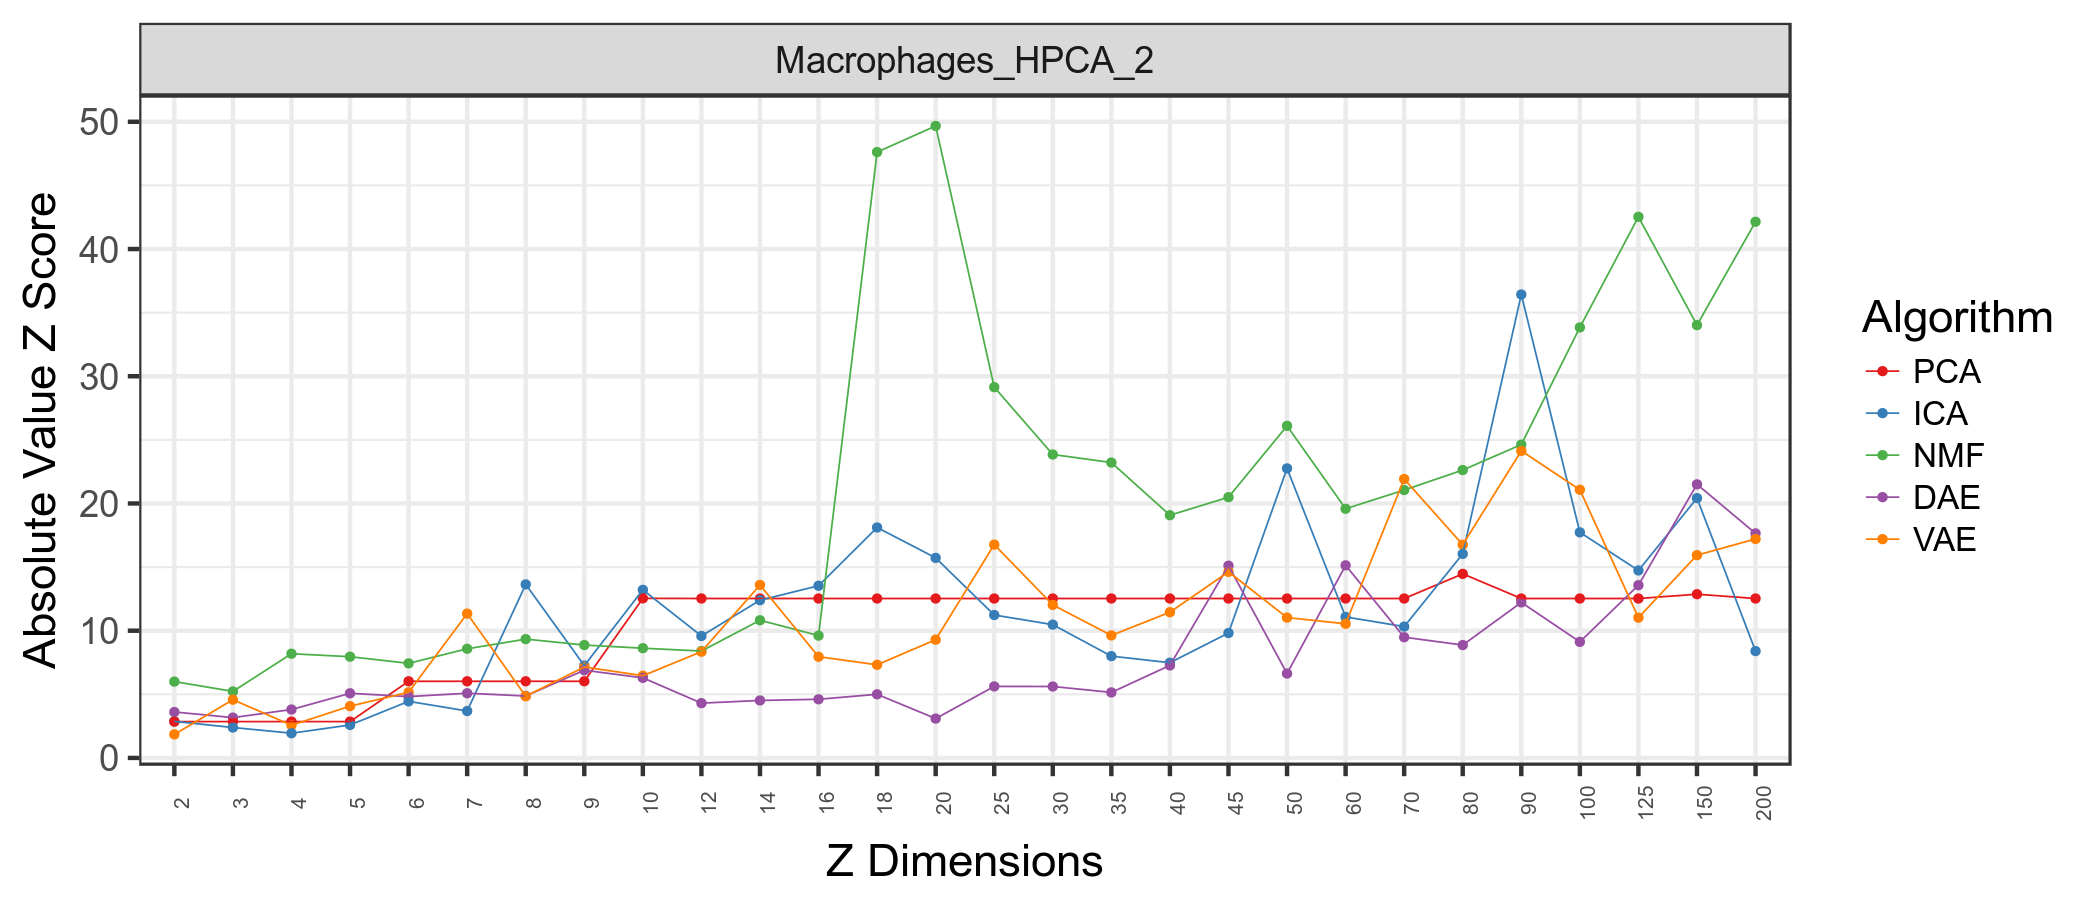 Macrophages_HPCA_2
Absolute Value Z Score
50
40
30
20
10
0
2 3 4 5 6 7 8 9 10 12 14 16 18 20 25 30 35 40 45 50 60 70 80 90 100 125 150 200
Z Dimensions
Algorithm
PCA
ICA
NMF
DAE
VAE